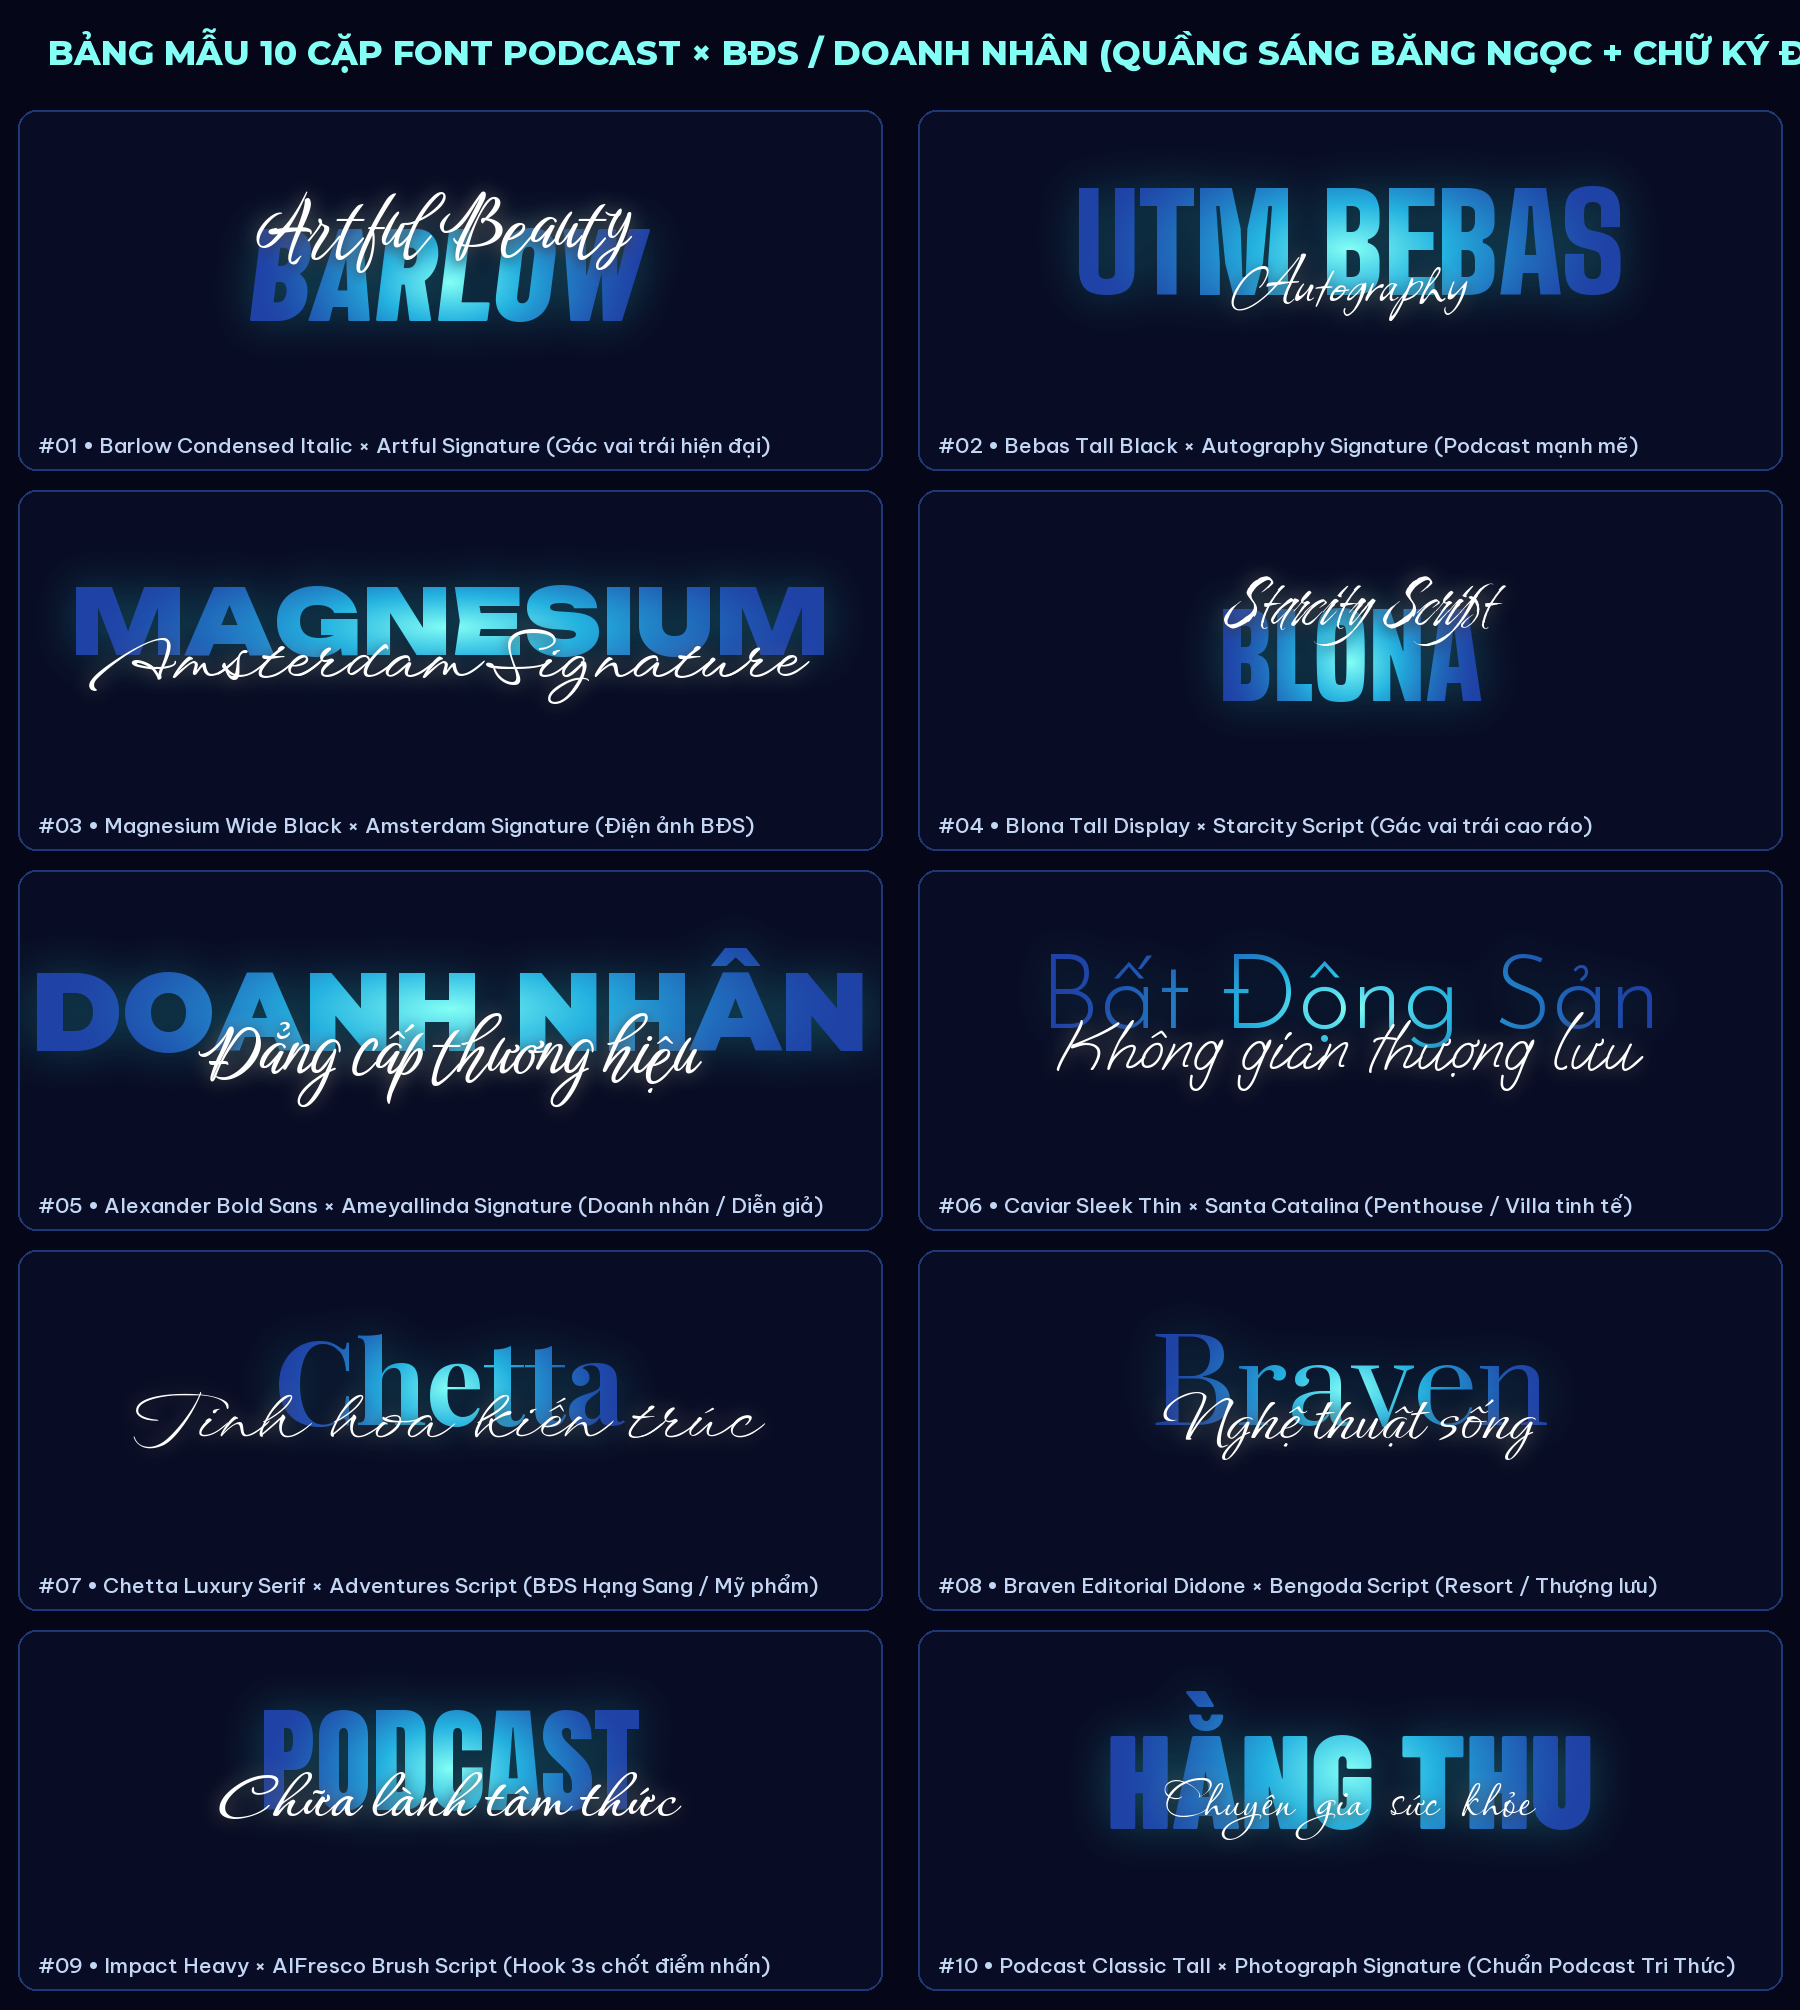 BẢNG MẪU 10 CẶP FONT PODCAST × BĐS / DOANH NHÂN (QUẦNG SÁNG BĂNG NGỌC + CHỮ KÝ Đ
Artful Beauty
BARLOW
#01 • Barlow Condensed Italic × Artful Signature (Gác vai trái hiện đại)
UTM BEBAS
Autography
#02 • Bebas Tall Black × Autography Signature (Podcast mạnh mẽ)
MAGNESIUM
Amsterdam Signature
#03 • Magnesium Wide Black × Amsterdam Signature (Điện ảnh BĐS)
Starcity Script
BLONA
#04 • Blona Tall Display × Starcity Script (Gác vai trái cao ráo)
DOANH NHÂN
Đẳng cấp thương hiệu
#05 • Alexander Bold Sans × Ameyallinda Signature (Doanh nhân / Diễn giả)
Bất Động Sản
Không gian thượng lưu
#06 • Caviar Sleek Thin × Santa Catalina (Penthouse / Villa tinh tế)
Chetta
Tinh hoa kiến trúc
#07 • Chetta Luxury Serif × Adventures Script (BĐS Hạng Sang / Mỹ phẩm)
Braven
Nghệ thuật sống
#08 • Braven Editorial Didone × Bengoda Script (Resort / Thượng lưu)
PODCAST
Chữa lành tâm thức
#09 • Impact Heavy × AlFresco Brush Script (Hook 3s chốt điểm nhấn)
HẰNG THU
Chuyên gia sức khỏe
#10 • Podcast Classic Tall × Photograph Signature (Chuẩn Podcast Tri Thức)